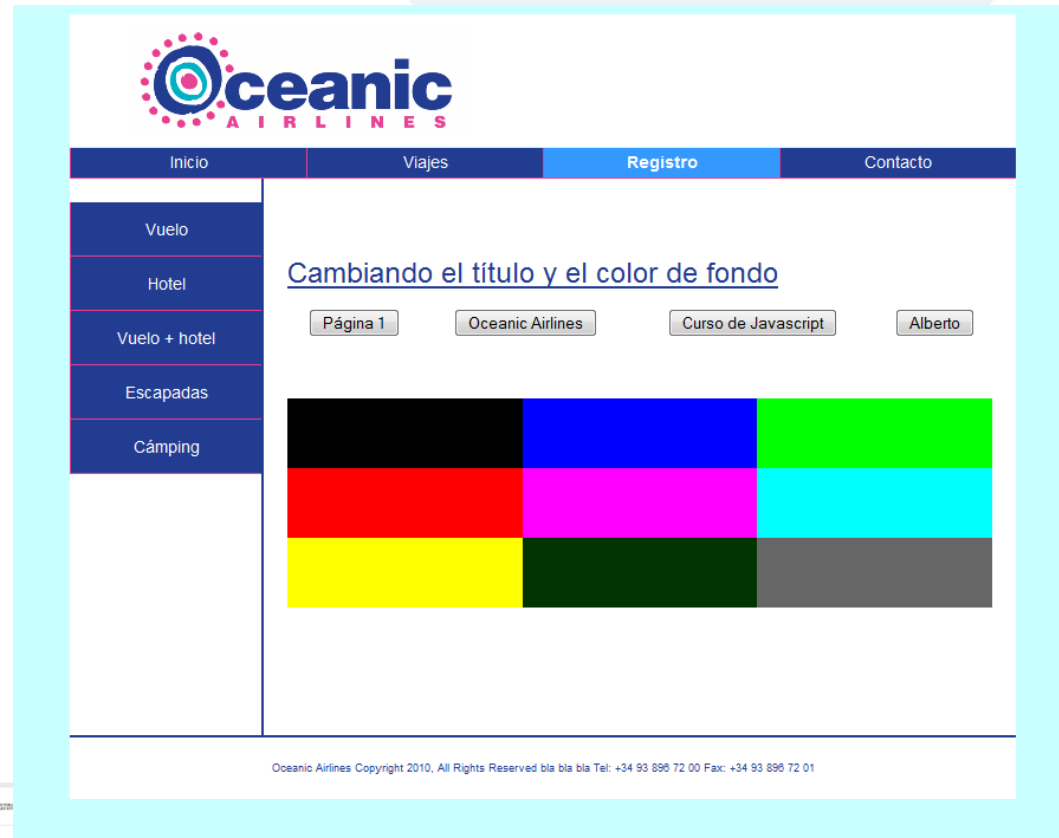 Oceanic
AIRLINES
Inicio
Viajes
Registro
Contacto
Vuelo
Hotel
Vuelo + hotel
Escapadas
Cámping
Cambiando el título y el color de fondo
Página 1
Oceanic Airlines
Curso de Javascript
Alberto
Oceanic Airlines Copyright 2010, All Rights Reserved bla bla bla Tel: +34 93 896 72 00 Fax: +34 93 896 72 01